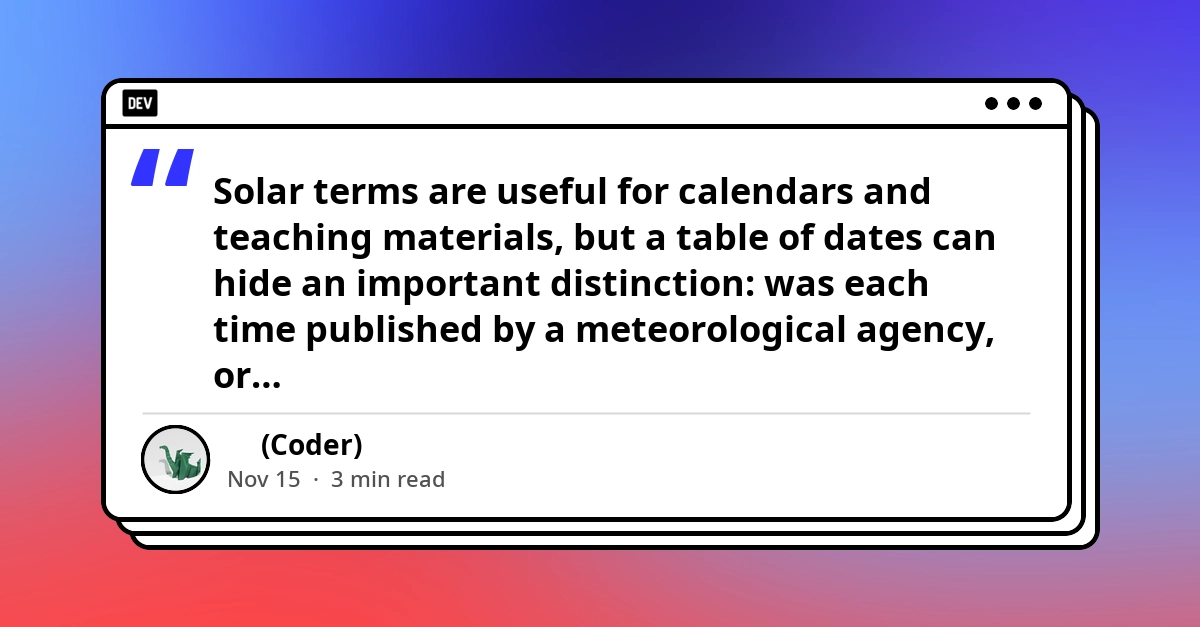 DEV
“
Solar terms are useful for calendars and
teaching materials, but a table of dates can
hide an important distinction: was each
time published by a meteorological agency,
or...
(Coder)
Nov 15 · 3 min read